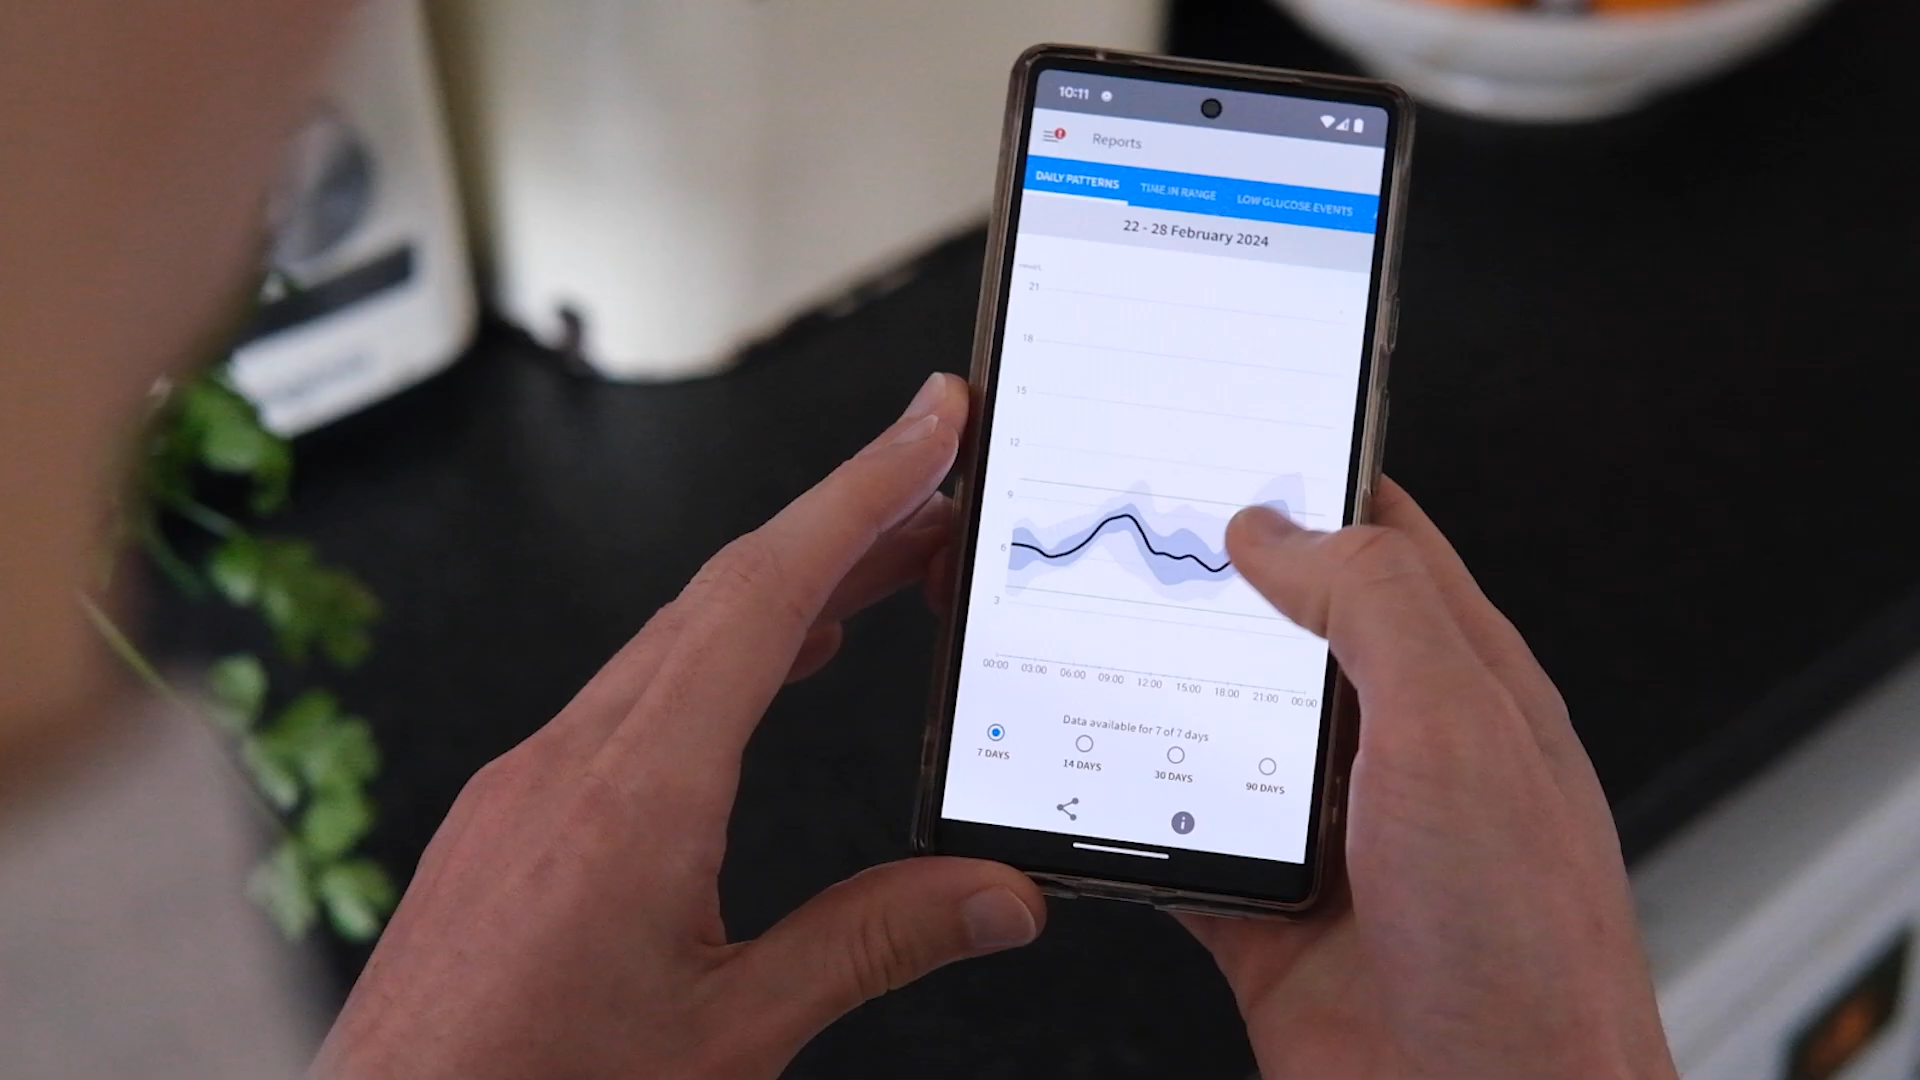 10:11
Reports
DAILY PATTERNS TIME IN RANGE LOW GLUCOSE EVENTS
22 - 28 February 2024
21
18
15
12
9
6
3
00:00 03:00 06:00 09:00 12:00 15:00 18:00 21:00 00:00
Data available for 7 of 7 days
7 DAYS 14 DAYS 30 DAYS 90 DAYS